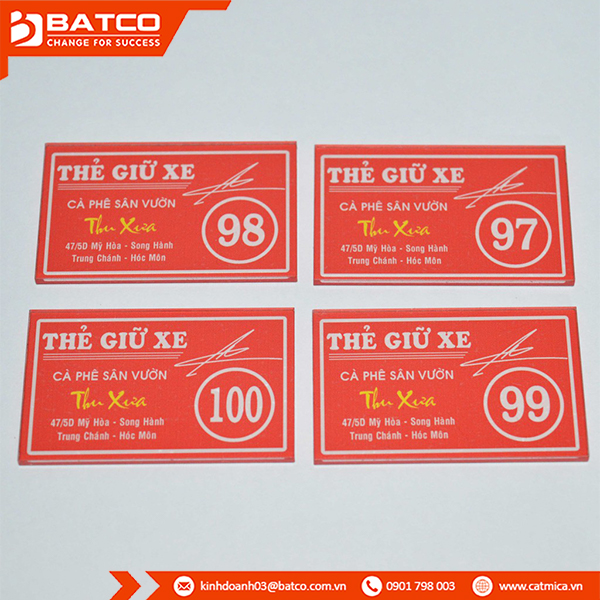 BATCO
CHANGE FOR SUCCESS
THẺ GIỮ XE
CÀ PHÊ SÂN VƯỜN
Thu Xưa
47/5D Mỹ Hòa - Song Hành
Trung Chánh - Hóc Môn
98
THẺ GIỮ XE
CÀ PHÊ SÂN VƯỜN
Thu Xưa
47/5D Mỹ Hòa - Song Hành
Trung Chánh - Hóc Môn
97
THẺ GIỮ XE
CÀ PHÊ SÂN VƯỜN
Thu Xưa
47/5D Mỹ Hòa - Song Hành
Trung Chánh - Hóc Môn
100
THẺ GIỮ XE
CÀ PHÊ SÂN VƯỜN
Thu Xưa
47/5D Mỹ Hòa - Song Hành
Trung Chánh - Hóc Môn
99
kinhdoanh03@batco.com.vn
0901 798 003
www.catmica.vn